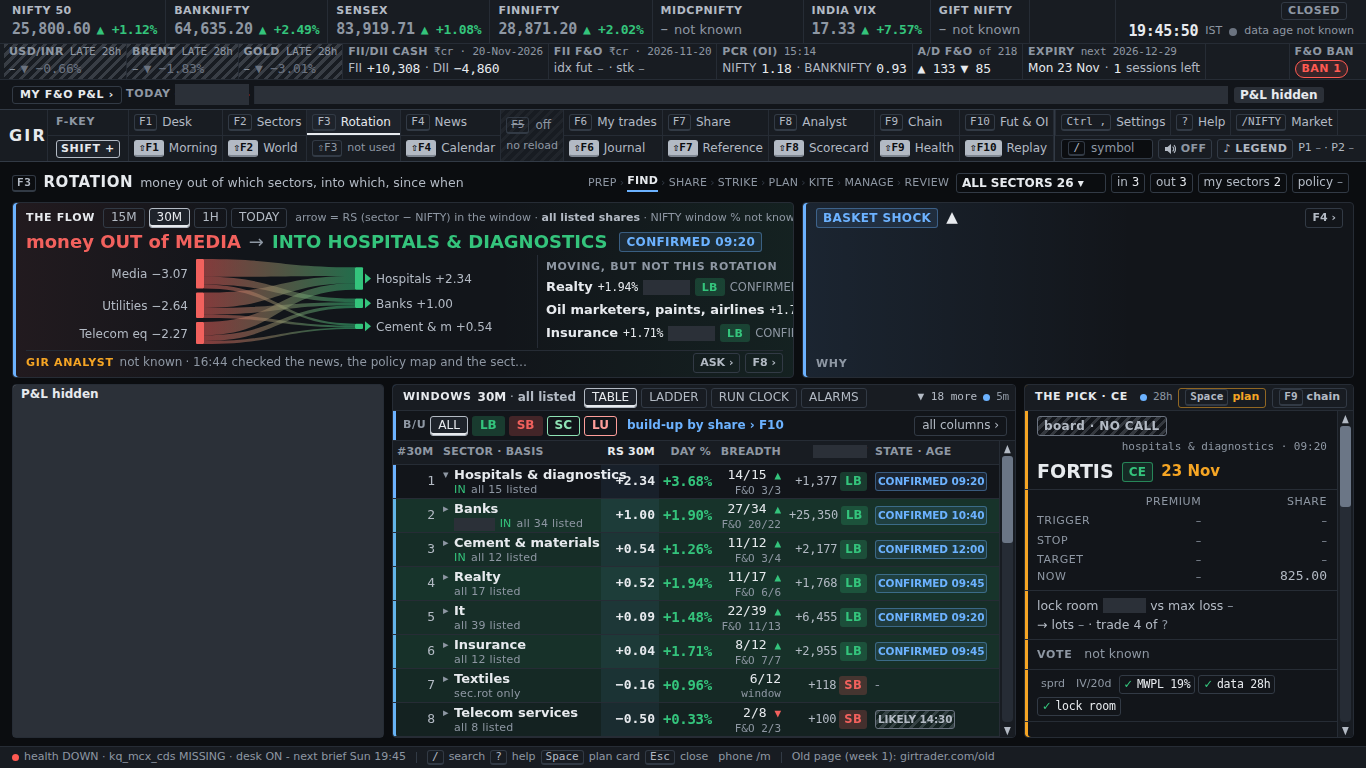 NIFTY 50 BANKNIFTY SENSEX FINNIFTY MIDCPNIFTY INDIA VIX GIFT NIFTY CLOSED
25,800.60 ▲ +1.12% 64,635.20 ▲ +2.49% 83,919.71 ▲ +1.08% 28,871.20 ▲ +2.02% – not known 17.33 ▲ +7.57% – not known 19:45:50 IST data age not known
USD/INR LATE 28h BRENT LATE 28h GOLD LATE 28h FII/DII CASH ₹cr · 20-Nov-2026 FII F&O ₹cr · 2026-11-20 PCR (OI) 15:14 A/D F&O of 218 EXPIRY next 2026-12-29 F&O BAN
– ▼ −0.66% – ▼ −1.83% – ▼ −3.01% FII +10,308 · DII −4,860 idx fut – · stk – NIFTY 1.18 · BANKNIFTY 0.93 ▲ 133 ▼ 85 Mon 23 Nov · 1 sessions left BAN 1
MY F&O P&L › TODAY P&L hidden
GIR F-KEY F1 Desk F2 Sectors F3 Rotation F4 News F5 off F6 My trades F7 Share F8 Analyst F9 Chain F10 Fut & OI Ctrl , Settings ? Help /NIFTY Market
SHIFT + ⇧F1 Morning ⇧F2 World ⇧F3 not used ⇧F4 Calendar no reload ⇧F6 Journal ⇧F7 Reference ⇧F8 Scorecard ⇧F9 Health ⇧F10 Replay / symbol OFF ♪ LEGEND P1 – · P2 –
F3 ROTATION money out of which sectors, into which, since when PREP › FIND › SHARE › STRIKE › PLAN › KITE › MANAGE › REVIEW ALL SECTORS 26 ▾ in 3 out 3 my sectors 2 policy –
THE FLOW 15M 30M 1H TODAY arrow = RS (sector − NIFTY) in the window · all listed shares · NIFTY window % not know
money OUT of MEDIA → INTO HOSPITALS & DIAGNOSTICS CONFIRMED 09:20
Media −3.07 Hospitals +2.34
Utilities −2.64 Banks +1.00
Telecom eq −2.27 Cement & m +0.54
MOVING, BUT NOT THIS ROTATION
Realty +1.94% LB CONFIRMED
Oil marketers, paints, airlines +1.7
Insurance +1.71% LB CONFI
GIR ANALYST not known · 16:44 checked the news, the policy map and the sect... ASK › F8 ›
BASKET SHOCK ▲ F4 ›
WHY
P&L hidden
WINDOWS 30M · all listed TABLE LADDER RUN CLOCK ALARMS ▼ 18 more 5m
B/U ALL LB SB SC LU build-up by share › F10 all columns ›
#30M SECTOR · BASIS RS 30M DAY % BREADTH STATE · AGE
1 ▾ Hospitals & diagnostics +2.34 +3.68% 14/15 ▲ +1,377 LB CONFIRMED 09:20
IN all 15 listed F&O 3/3
2 ▸ Banks +1.00 +1.90% 27/34 ▲ +25,350 LB CONFIRMED 10:40
IN all 34 listed F&O 20/22
3 ▸ Cement & materials +0.54 +1.26% 11/12 ▲ +2,177 LB CONFIRMED 12:00
IN all 12 listed F&O 3/4
4 ▸ Realty +0.52 +1.94% 11/17 ▲ +1,768 LB CONFIRMED 09:45
all 17 listed F&O 6/6
5 ▸ It +0.09 +1.48% 22/39 ▲ +6,455 LB CONFIRMED 09:20
all 39 listed F&O 11/13
6 ▸ Insurance +0.04 +1.71% 8/12 ▲ +2,955 LB CONFIRMED 09:45
all 12 listed F&O 7/7
7 ▸ Textiles −0.16 +0.96% 6/12 +118 SB -
sec.rot only window
8 ▸ Telecom services −0.50 +0.33% 2/8 ▼ +100 SB LIKELY 14:30
all 8 listed F&O 2/3
THE PICK · CE 28h Space plan F9 chain
board · NO CALL
hospitals & diagnostics · 09:20
FORTIS CE 23 Nov
PREMIUM SHARE
TRIGGER – –
STOP – –
TARGET – –
NOW – 825.00
lock room vs max loss –
→ lots – · trade 4 of ?
VOTE not known
sprd IV/20d ✓ MWPL 19% ✓ data 28h
✓ lock room
health DOWN · kq_mcx_cds MISSING · desk ON - next brief Sun 19:45 / search ? help Space plan card Esc close phone /m Old page (week 1): girtrader.com/old